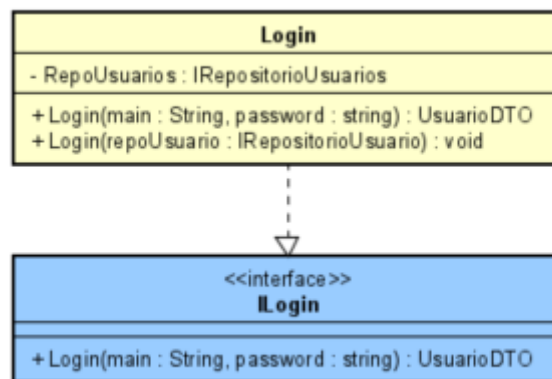 Login
- RepoUsuarios : IRepositorioUsuarios
+ Login(main : String, password : string) : UsuarioDTO
+ Login(repoUsuario : IRepositorioUsuario) : void
<<interface>>
ILogin
+ Login(main : String, password : string) : UsuarioDTO